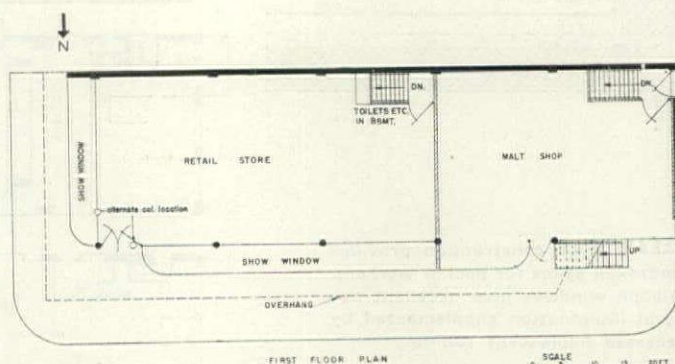 N
DN.
DN.
TOILETS ETC.
IN BSMT.
SHOW WINDOW
RETAIL STORE
MALT SHOP
alternate col. location
UP
SHOW WINDOW
OVERHANG
FIRST FLOOR PLAN
SCALE